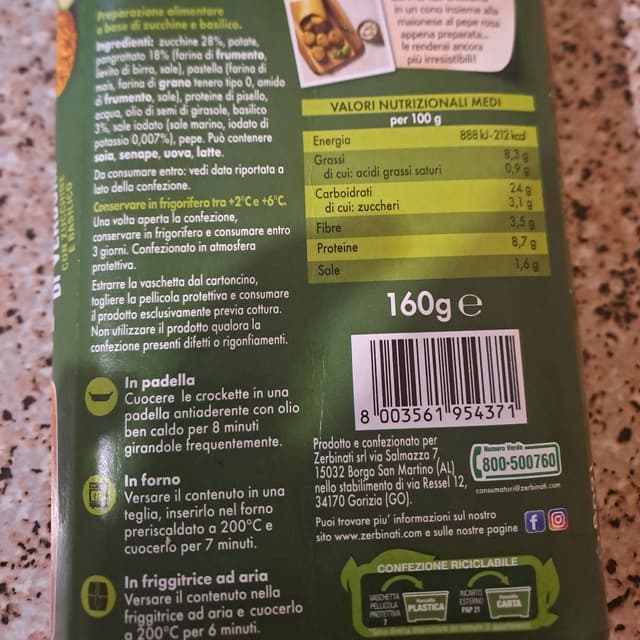 Preparazione alimentare
a base di zucchine e basilico.
Ingredienti: zucchine 28%, patate,
pangrattato 18% (farina di frumento,
lievito di birra, sale), pastella (farina di
mais, farina di grano tenero tipo 0, amido
di frumento, sale), proteine di pisello,
acqua, olio di semi di girasole, basilico
3%, sale iodato (sale marino, iodato di
potassio 0,007%), pepe. Può contenere
soia, senape, uova, latte.
Da consumare entro: vedi data riportata a
lato della confezione.
Conservare in frigorifero tra +2°C e +6°C.
Una volta aperta la confezione,
conservare in frigorifero e consumare entro
3 giorni. Confezionato in atmosfera
protettiva.
Estrarre la vaschetta dal cartoncino,
togliere la pellicola protettiva e consumare
il prodotto esclusivamente previa cottura.
Non utilizzare il prodotto qualora la
confezione presenti difetti o rigonfiamenti.
In padella
Cuocere le crockette in una
padella antiaderente con olio
ben caldo per 8 minuti
girandole frequentemente.
In forno
Versare il contenuto in una
teglia, inserirlo nel forno
preriscaldato a 200°C e
cuocerlo per 7 minuti.
In friggitrice ad aria
Versare il contenuto nella
friggitrice ad aria e cuocerlo
a 200°C per 6 minuti.
in un cono insieme alla
maionese al pepe rosa
appena preparata...
le renderai ancora
più irresistibili!
VALORI NUTRIZIONALI MEDI
per 100 g
Energia 888 kJ - 212 kcal
Grassi 8,3 g
di cui: acidi grassi saturi 0,9 g
Carboidrati 24 g
di cui: zuccheri 3,1 g
Fibre 3,5 g
Proteine 8,7 g
Sale 1,6 g
160g e
8 003561 954371
Prodotto e confezionato per
Zerbinati srl via Salmazza 7,
15032 Borgo San Martino (AL)
nello stabilimento di via Ressel 12,
34170 Gorizia (GO).
Numero Verde
800-500760
consumatori@zerbinati.com
Puoi trovare piu' informazioni sul nostro
sito www.zerbinati.com e sulle nostre pagine
CONFEZIONE RICICLABILE
VASCHETTA
PELLICOLA
PROTETTIVA
7
Raccolta
PLASTICA
INCARTO
ESTERNO
PAP 21
Raccolta
CARTA
CON ZUCCHINE
E BASILICO